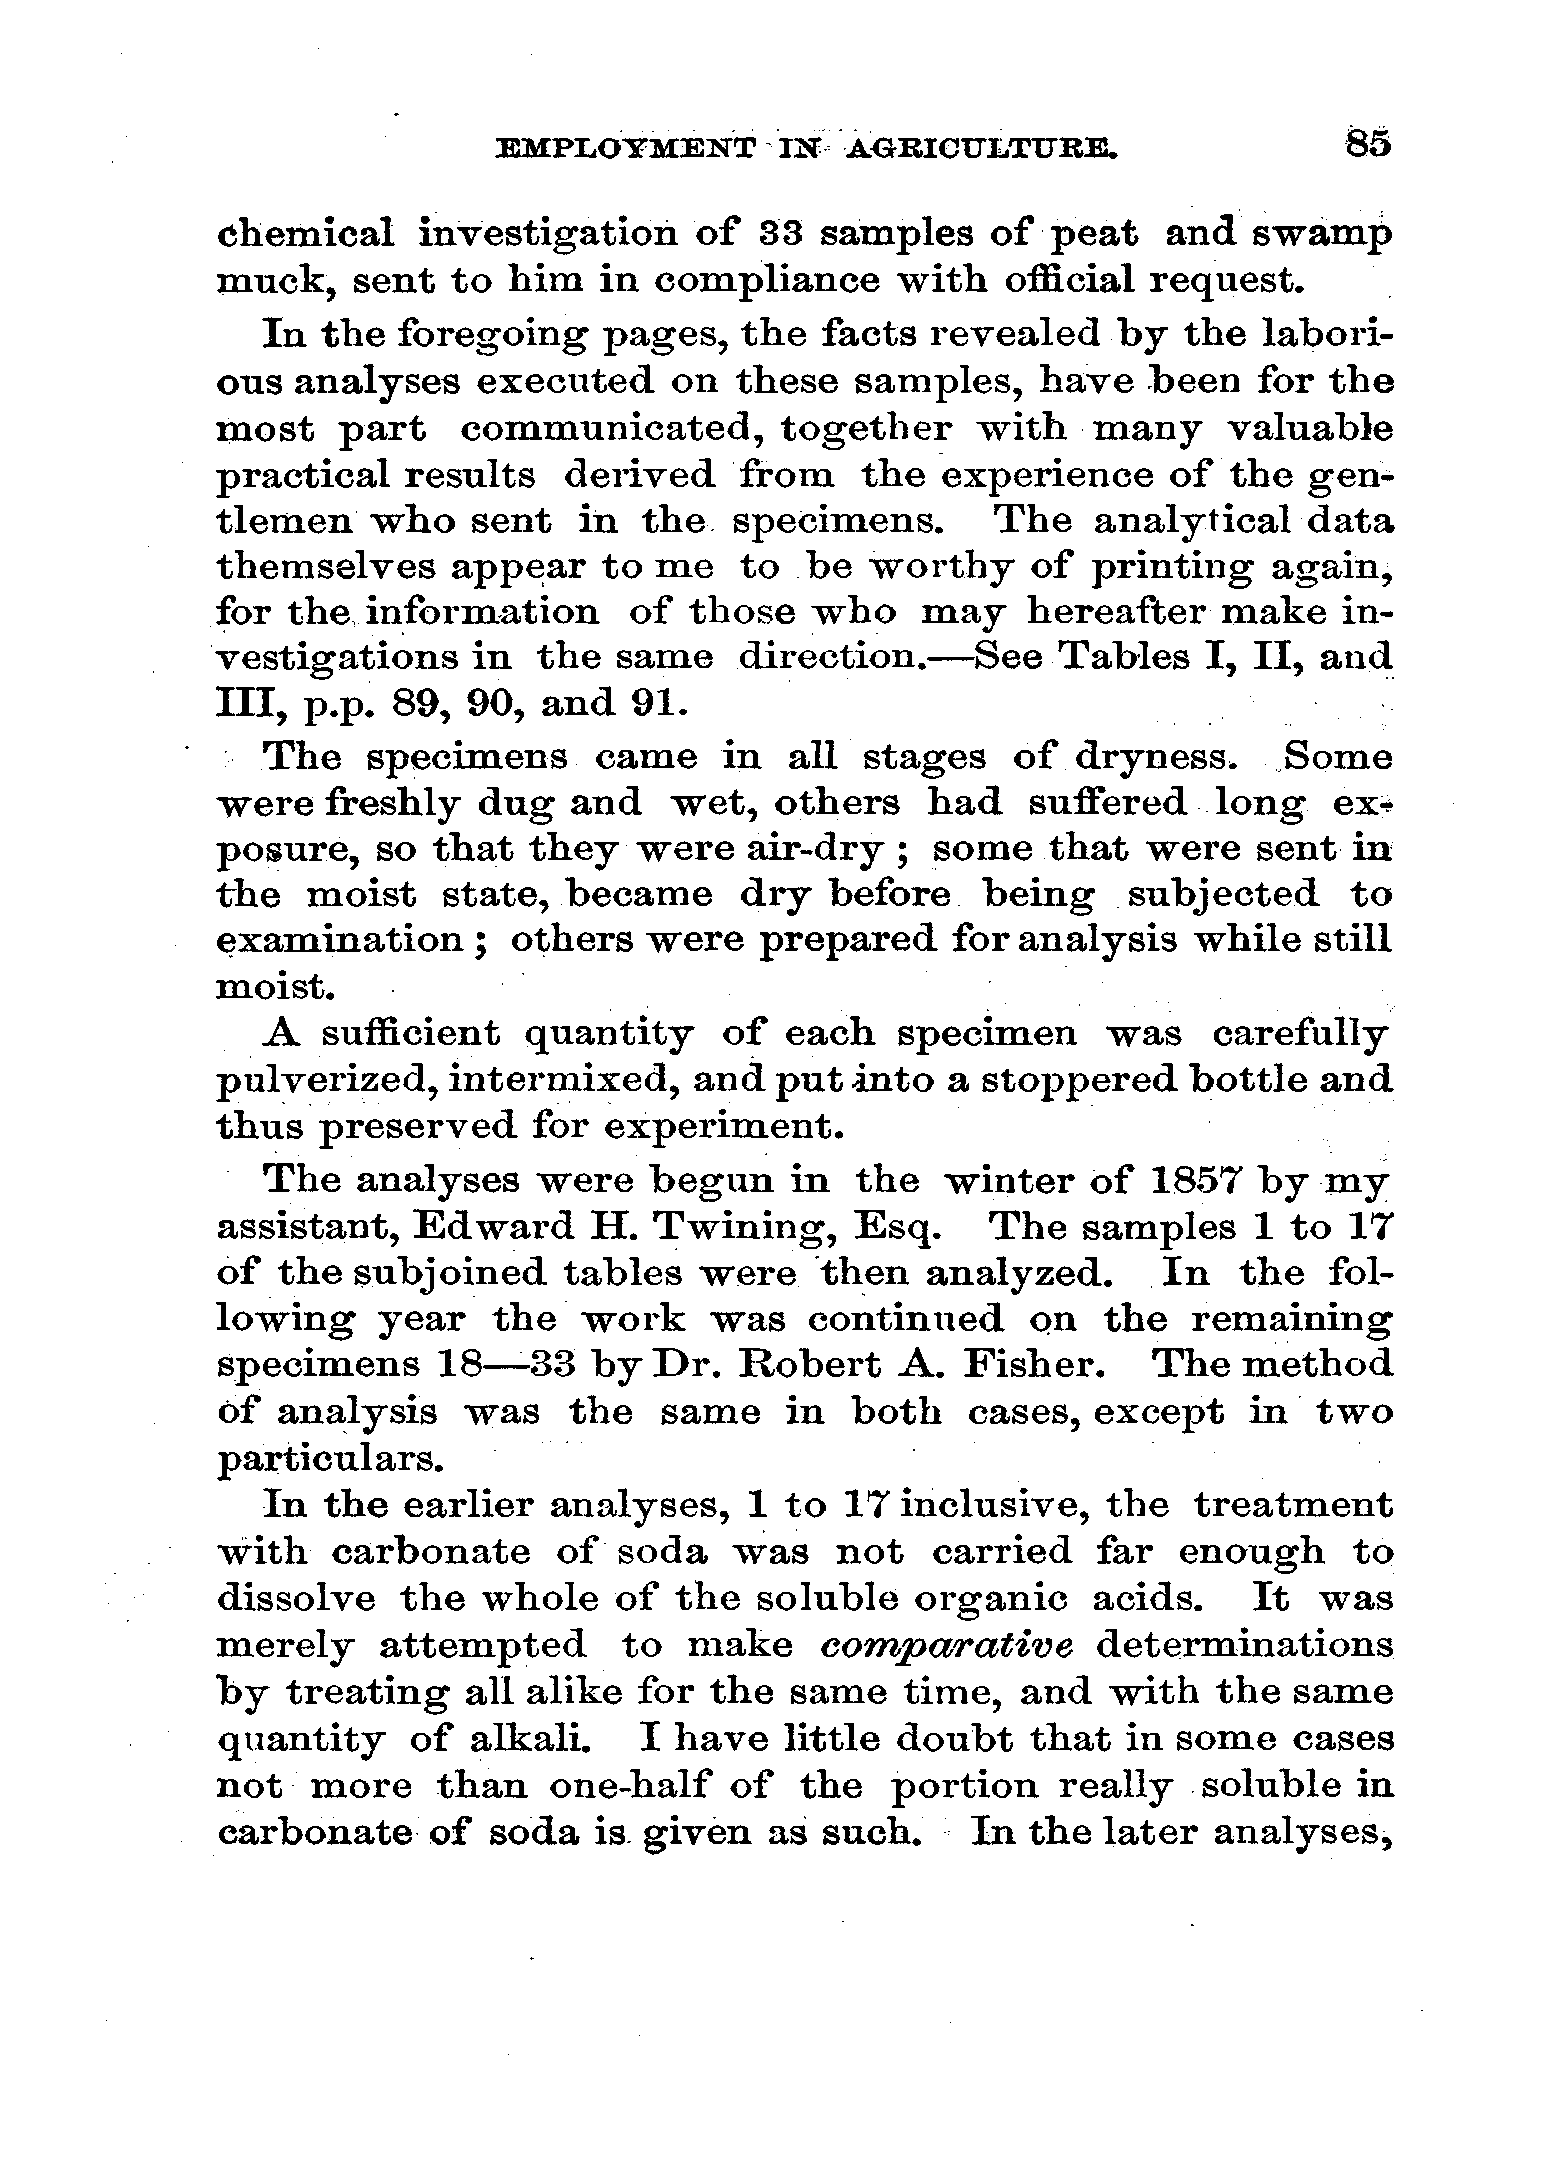 EMPLOYMENT IN AGRICULTURE. 85
chemical investigation of 33 samples of peat and swamp
muck, sent to him in compliance with official request.
In the foregoing pages, the facts revealed by the labori-
ous analyses executed on these samples, have been for the
most part communicated, together with many valuable
practical results derived from the experience of the gen-
tlemen who sent in the specimens. The analytical data
themselves appear to me to be worthy of printing again,
for the information of those who may hereafter make in-
vestigations in the same direction.—See Tables I, II, and
III, p.p. 89, 90, and 91.
The specimens came in all stages of dryness. Some
were freshly dug and wet, others had suffered long ex-
posure, so that they were air-dry ; some that were sent in
the moist state, became dry before being subjected to
examination ; others were prepared for analysis while still
moist.
A sufficient quantity of each specimen was carefully
pulverized, intermixed, and put into a stoppered bottle and
thus preserved for experiment.
The analyses were begun in the winter of 1857 by my
assistant, Edward H. Twining, Esq. The samples 1 to 17
of the subjoined tables were then analyzed. In the fol-
lowing year the work was continued on the remaining
specimens 18—33 by Dr. Robert A. Fisher. The method
of analysis was the same in both cases, except in two
particulars.
In the earlier analyses, 1 to 17 inclusive, the treatment
with carbonate of soda was not carried far enough to
dissolve the whole of the soluble organic acids. It was
merely attempted to make comparative determinations
by treating all alike for the same time, and with the same
quantity of alkali. I have little doubt that in some cases
not more than one-half of the portion really soluble in
carbonate of soda is given as such. In the later analyses,